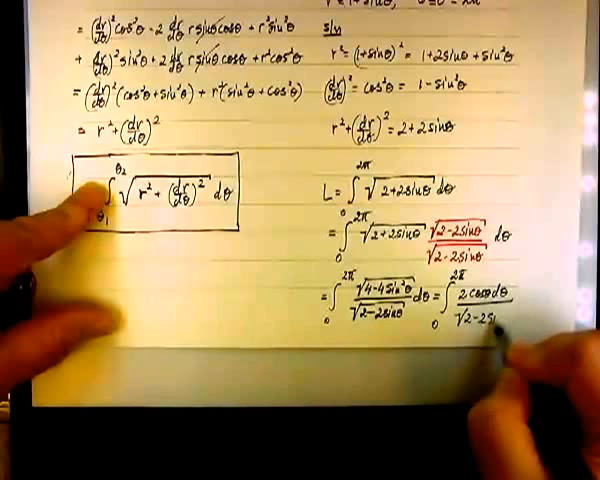 = (dr/dθ)²cos²θ - 2 dr/dθ r sinθ cosθ + r²sin²θ
+ (dr/dθ)²sin²θ + 2 dr/dθ r sinθ cosθ + r²cos²θ
= (dr/dθ)²(cos²θ + sin²θ) + r²(sin²θ + cos²θ)
= r² + (dr/dθ)²
∫θ₁^θ₂ √(r² + (dr/dθ)²) dθ
r² = (1+sinθ)² = 1+2sinθ + sin²θ
(dr/dθ)² = cos²θ = 1 - sin²θ
r² + (dr/dθ)² = 2 + 2sinθ
L = ∫₀^2π √(2+2sinθ) dθ
= ∫₀^2π √(2+2sinθ) √(2-2sinθ)/√(2-2sinθ) dθ
= ∫₀^2π √(4-4sin²θ)/√(2-2sinθ) dθ = ∫₀^2π 2cosθdθ/√(2-2s